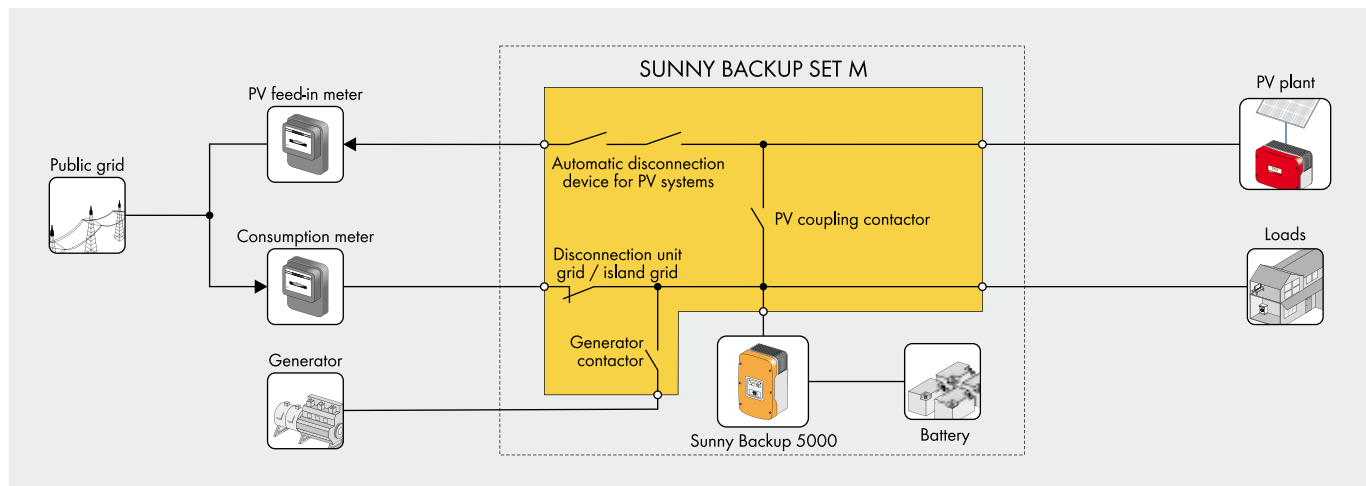 SUNNY BACKUP SET M
PV feed-in meter
PV plant
Public grid
Automatic disconnection
device for PV systems
PV coupling contactor
Consumption meter
Disconnection unit
grid / island grid
Loads
Generator
Generator
contactor
Sunny Backup 5000
Battery